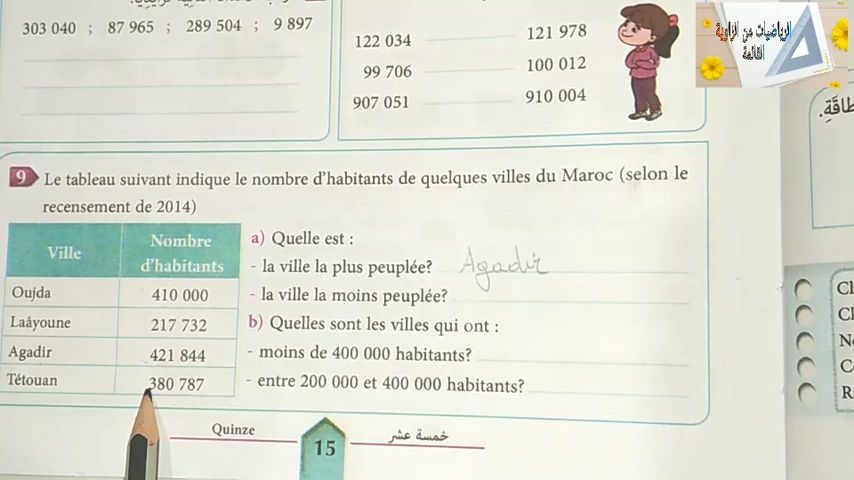 303 040 ; 87 965 ; 289 504 ; 9 897
122 034 121 978
99 706 100 012
907 051 910 004
الرياضيات من الزاوية
القائمة
9 Le tableau suivant indique le nombre d'habitants de quelques villes du Maroc (selon le
recensement de 2014)
Ville Nombre d'habitants
Oujda 410 000
Laâyoune 217 732
Agadir 421 844
Tétouan 380 787
a) Quelle est :
- la ville la plus peuplée? Agadir
- la ville la moins peuplée?
b) Quelles sont les villes qui ont :
- moins de 400 000 habitants?
- entre 200 000 et 400 000 habitants?
Quinze 15 خمسة عشر